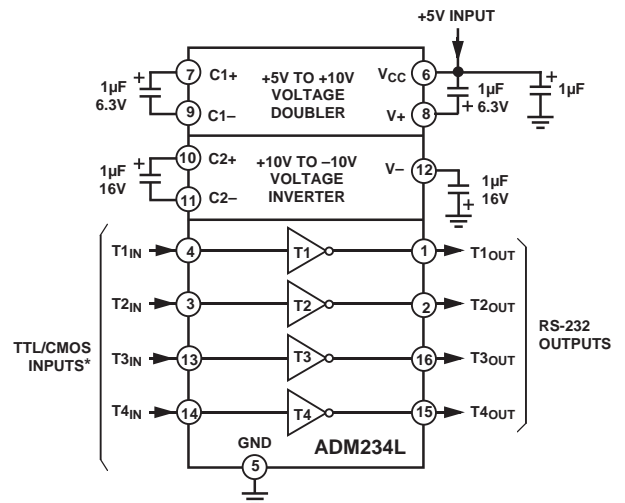 +5V INPUT
1µF
6.3V
+
7
C1+
9
C1–
+5V TO +10V
VOLTAGE
DOUBLER
VCC
6
V+
8
+
1µF
6.3V
+
1µF
1µF
16V
+
10
C2+
11
C2–
+10V TO –10V
VOLTAGE
INVERTER
V–
12
1µF
16V
+
T1IN
4
T1
1
T1OUT
T2IN
3
T2
2
T2OUT
TTL/CMOS
INPUTS*
T3IN
13
T3
16
T3OUT
RS-232
OUTPUTS
T4IN
14
T4
15
T4OUT
GND
5
ADM234L